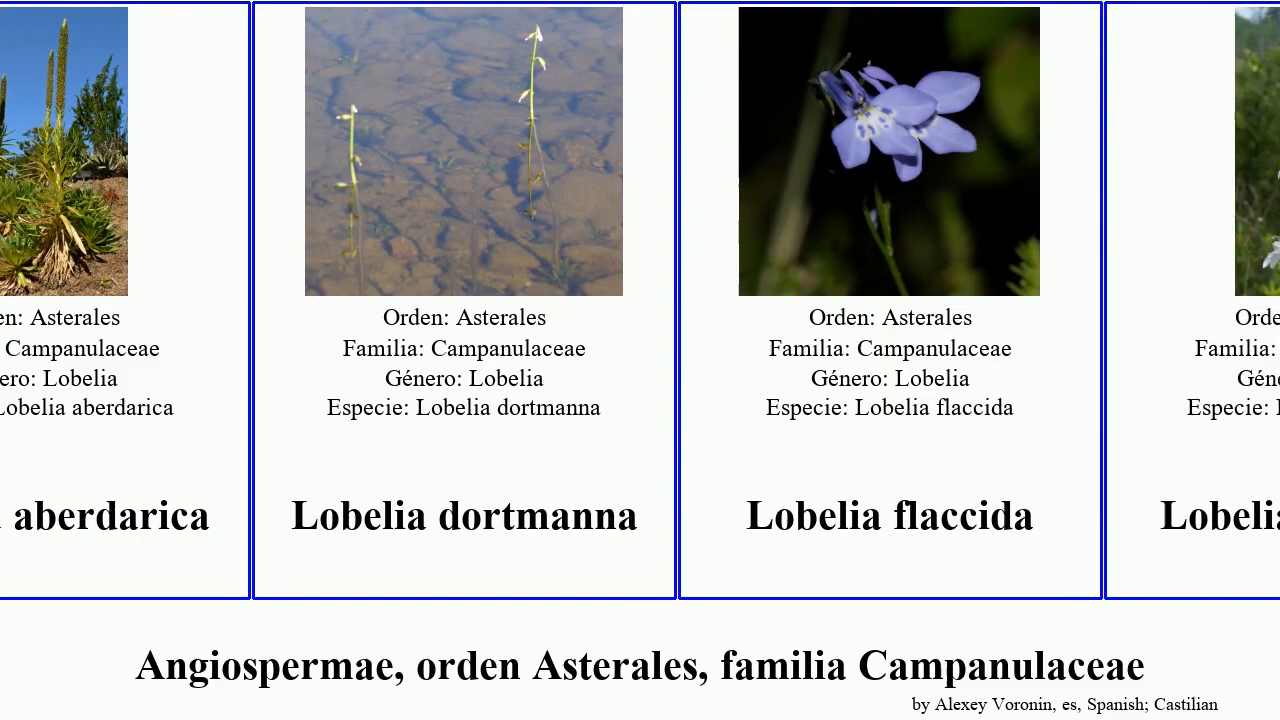 en: Asterales
Campanulaceae
ero: Lobelia
Lobelia aberdarica
aberdarica
Orden: Asterales
Familia: Campanulaceae
Género: Lobelia
Especie: Lobelia dortmanna
Lobelia dortmanna
Orden: Asterales
Familia: Campanulaceae
Género: Lobelia
Especie: Lobelia flaccida
Lobelia flaccida
Orde
Familia:
Géne
Especie:
Lobelia
Angiospermae, orden Asterales, familia Campanulaceae
by Alexey Voronin, es, Spanish; Castilian